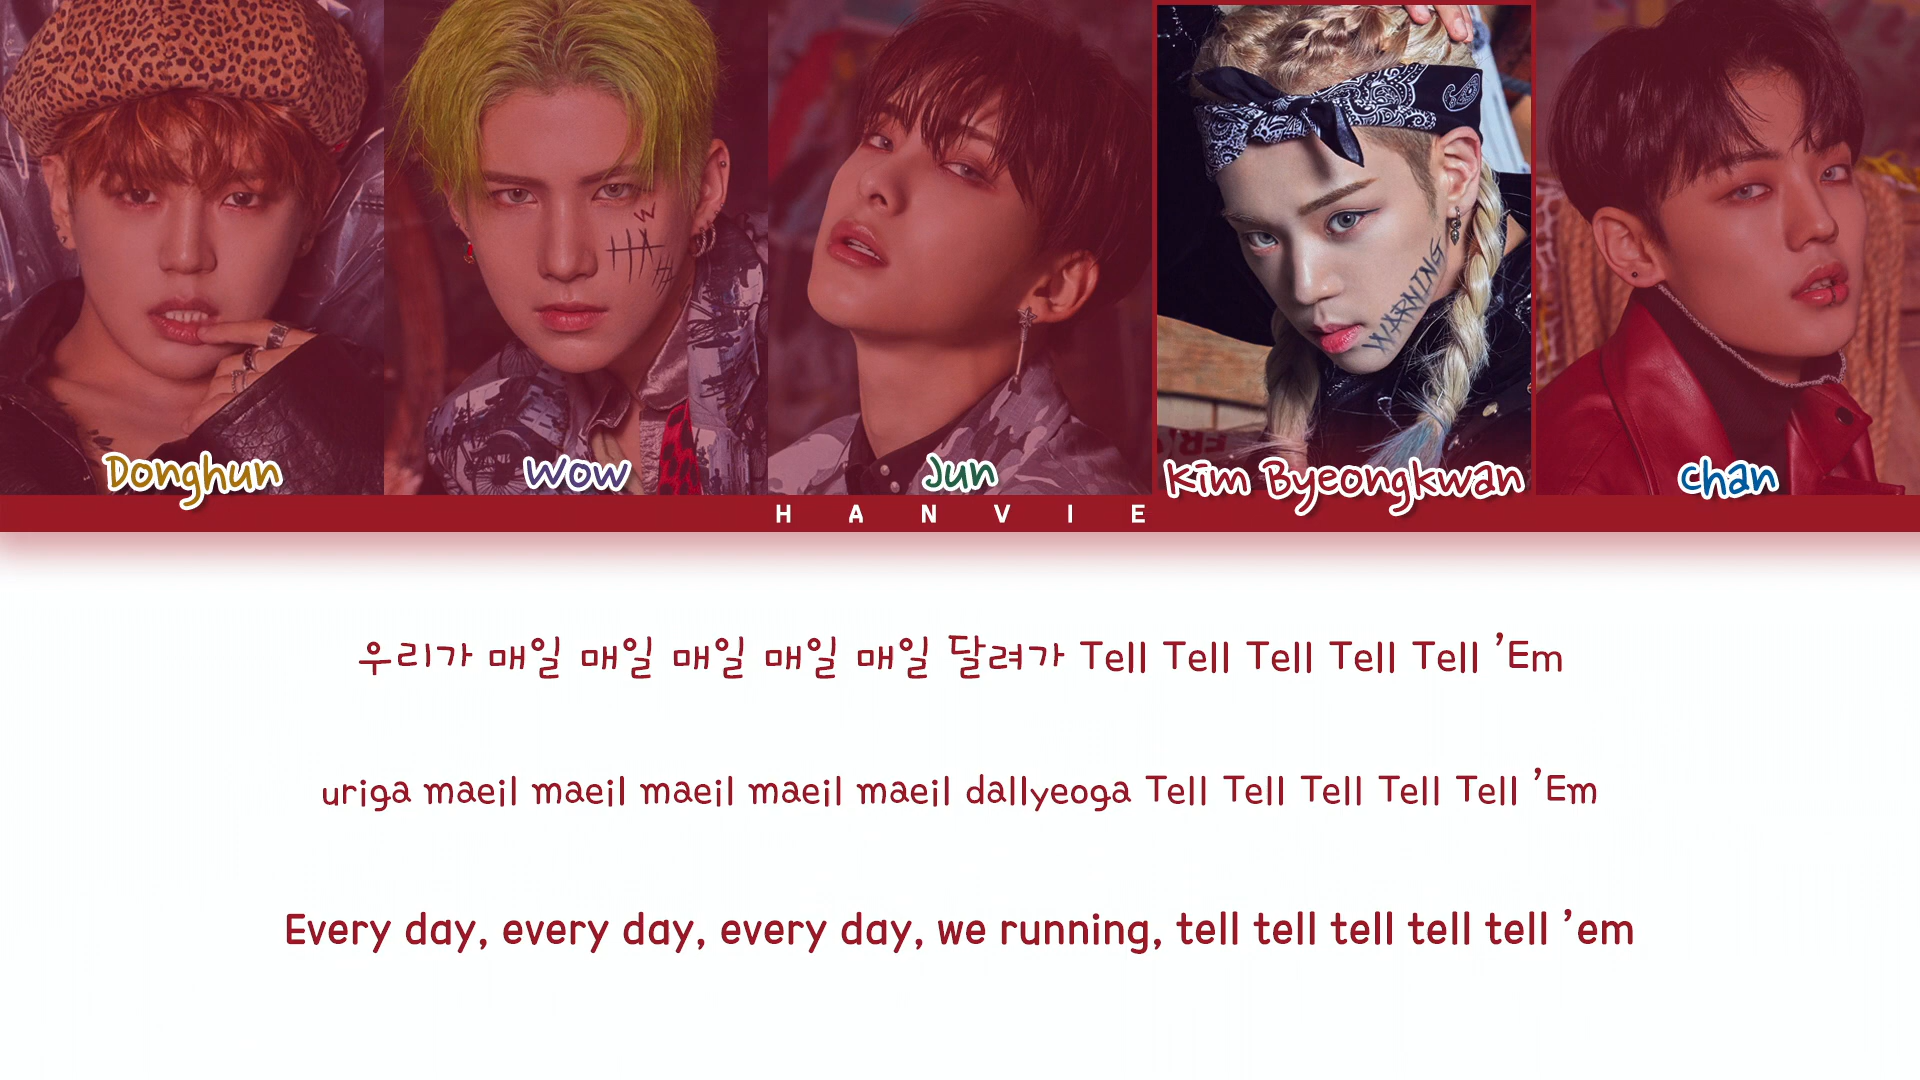 WARNING
Donghun
Wow
Jun
Kim Byeongkwan
chan
HANVIE
우리가 매일 매일 매일 매일 매일 달려가 Tell Tell Tell Tell Tell ’Em
uriga maeil maeil maeil maeil maeil dallyeoga Tell Tell Tell Tell Tell ’Em
Every day, every day, every day, we running, tell tell tell tell tell ’em